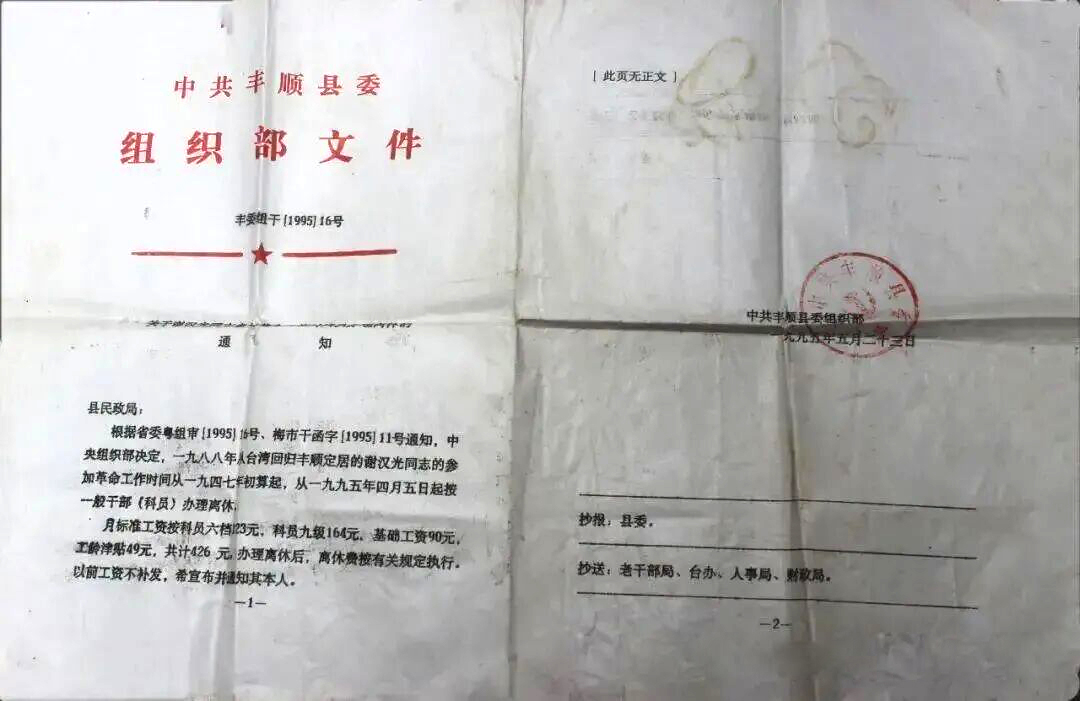 中共丰顺县委
组织部文件
丰委组干[1995]16号
通 知
县民政局：
根据省委粤组审[1995]16号、梅市干函字[1995]11号通知，中
央组织部决定，一九八八年从台湾回归丰顺定居的谢汉光同志的参
加革命工作时间从一九四七年初算起，从一九九五年四月五日起按
一般干部（科员）办理离休，
月标准工资按科员六档123元，科员九级164元，基础工资90元，
工龄津贴49元，共计426元，办理离休后，离休费按有关规定执行。
以前工资不补发，希宣布并通知其本人。
—1—
[ 此页无正文 ]
中共丰顺县委组织部
一九九五年五月二十三日
抄报：县委。
抄送：老干部局、台办、人事局、财政局。
—2—